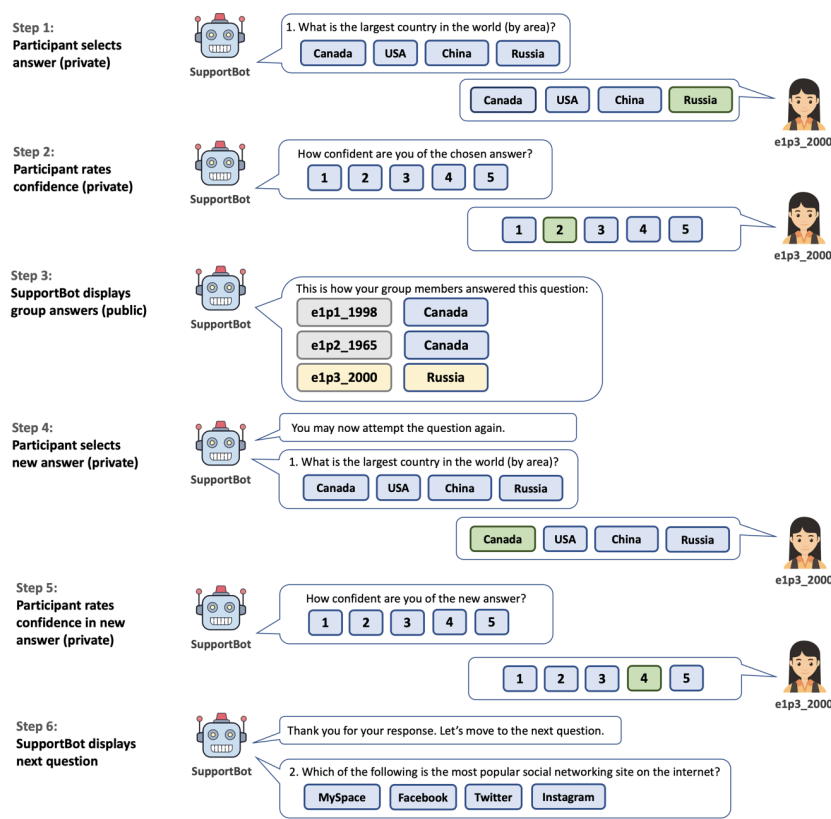 Step 1:
Participant selects
answer (private)
SupportBot
1. What is the largest country in the world (by area)?
Canada USA China Russia
Canada USA China Russia
e1p3_2000
Step 2:
Participant rates
confidence (private)
SupportBot
How confident are you of the chosen answer?
1 2 3 4 5
1 2 3 4 5
e1p3_2000
Step 3:
SupportBot displays
group answers (public)
SupportBot
This is how your group members answered this question:
e1p1_1998 Canada
e1p2_1965 Canada
e1p3_2000 Russia
Step 4:
Participant selects
new answer (private)
SupportBot
You may now attempt the question again.
1. What is the largest country in the world (by area)?
Canada USA China Russia
Canada USA China Russia
e1p3_2000
Step 5:
Participant rates
confidence in new
answer (private)
SupportBot
How confident are you of the new answer?
1 2 3 4 5
1 2 3 4 5
e1p3_2000
Step 6:
SupportBot displays
next question
SupportBot
Thank you for your response. Let's move to the next question.
2. Which of the following is the most popular social networking site on the internet?
MySpace Facebook Twitter Instagram